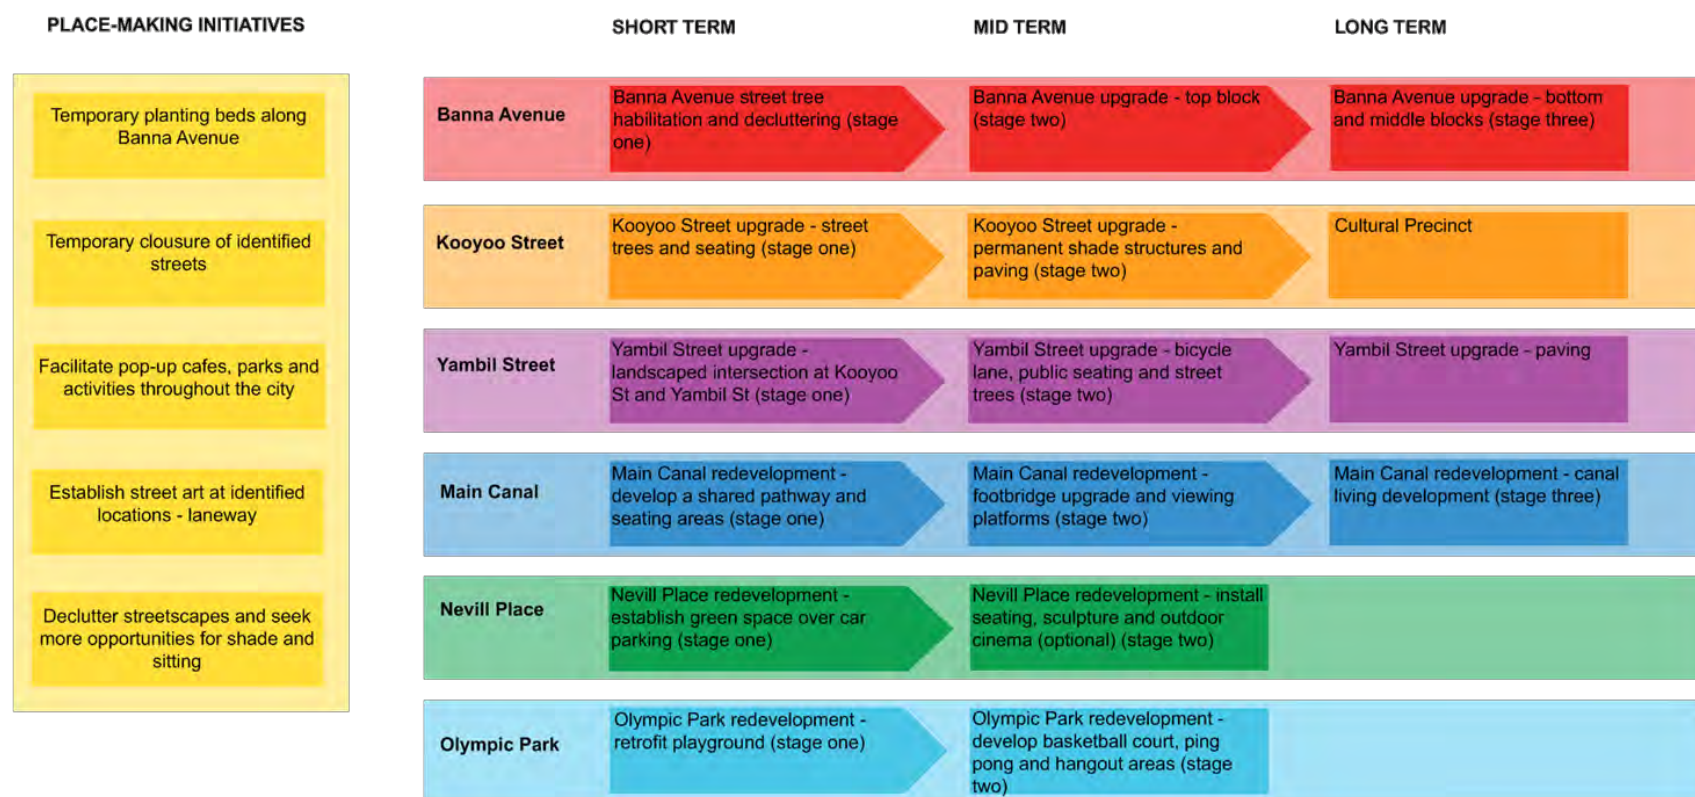 PLACE-MAKING INITIATIVES
SHORT TERM
MID TERM
LONG TERM
Temporary planting beds along
Banna Avenue
Temporary clousure of identified
streets
Facilitate pop-up cafes, parks and
activities throughout the city
Establish street art at identified
locations - laneway
Declutter streetscapes and seek
more opportunities for shade and
sitting
Banna Avenue
Banna Avenue street tree
habilitation and decluttering (stage
one)
Banna Avenue upgrade - top block
(stage two)
Banna Avenue upgrade - bottom
and middle blocks (stage three)
Kooyoo Street
Kooyoo Street upgrade - street
trees and seating (stage one)
Kooyoo Street upgrade -
permanent shade structures and
paving (stage two)
Cultural Precinct
Yambil Street
Yambil Street upgrade -
landscaped intersection at Kooyoo
St and Yambil St (stage one)
Yambil Street upgrade - bicycle
lane, public seating and street
trees (stage two)
Yambil Street upgrade - paving
Main Canal
Main Canal redevelopment -
develop a shared pathway and
seating areas (stage one)
Main Canal redevelopment -
footbridge upgrade and viewing
platforms (stage two)
Main Canal redevelopment - canal
living development (stage three)
Nevill Place
Nevill Place redevelopment -
establish green space over car
parking (stage one)
Nevill Place redevelopment - install
seating, sculpture and outdoor
cinema (optional) (stage two)
Olympic Park
Olympic Park redevelopment -
retrofit playground (stage one)
Olympic Park redevelopment -
develop basketball court, ping
pong and hangout areas (stage
two)